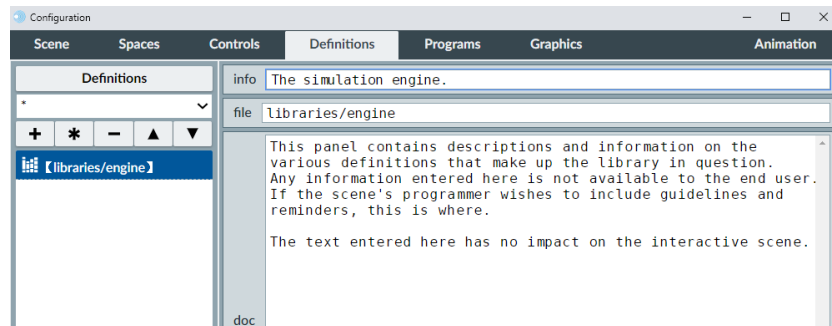 Configuration
Scene Spaces Controls Definitions Programs Graphics Animation
Definitions
*
【libraries/engine】
info The simulation engine.
file libraries/engine
This panel contains descriptions and information on the
various definitions that make up the library in question.
Any information entered here is not available to the end user.
If the scene's programmer wishes to include guidelines and
reminders, this is where.
The text entered here has no impact on the interactive scene.
doc